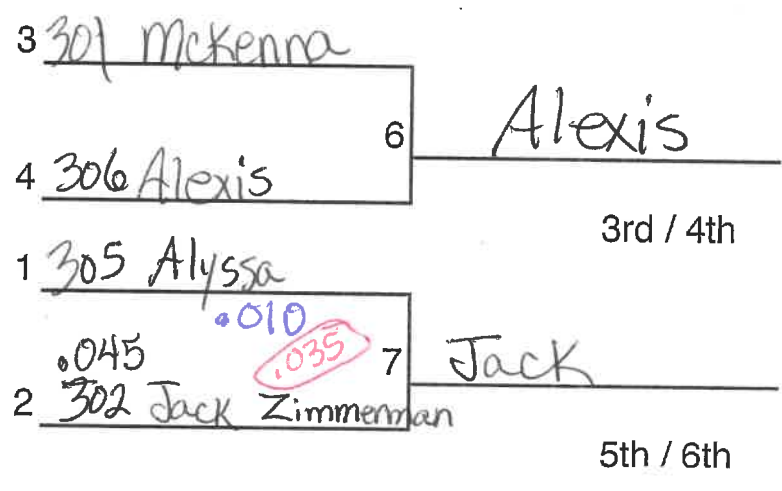 3 301 McKenna
6 Alexis
4 306 Alexis
3rd / 4th
1 305 Alyssa
.010
.045 .035 7 Jack
2 302 Jack Zimmerman
5th / 6th